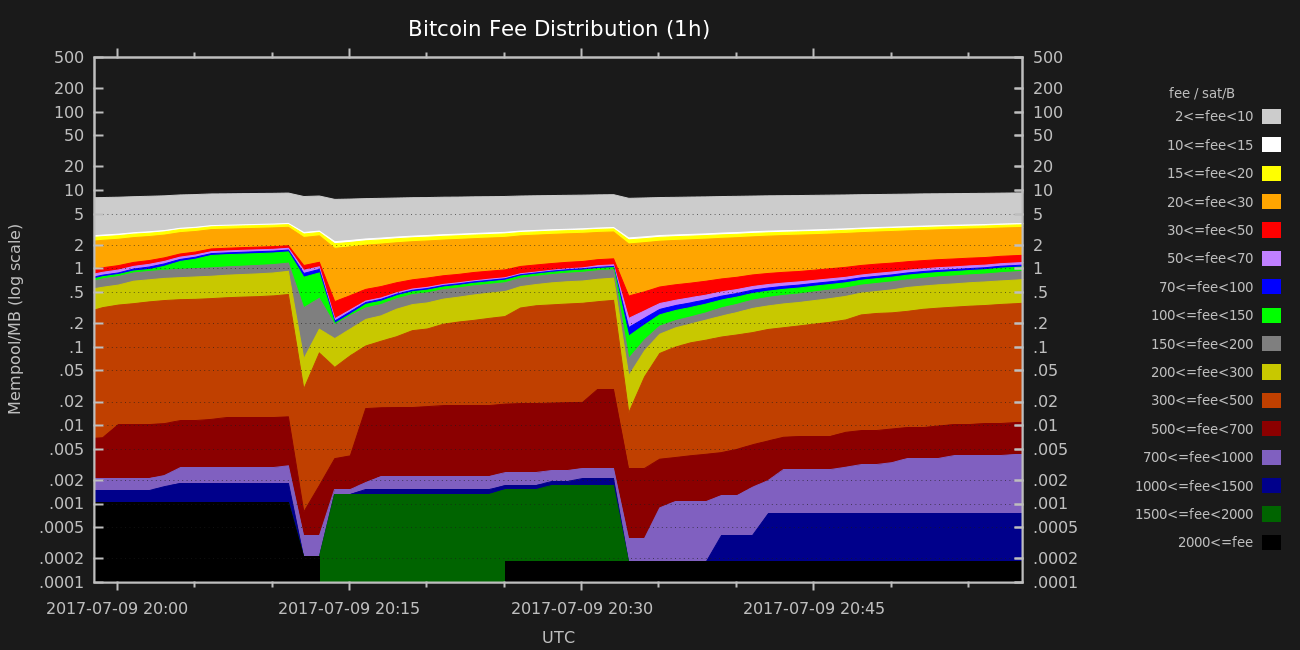 Bitcoin Fee Distribution (1h)
Mempool/MB (log scale)
500
200
100
50
20
10
5
2
1
.5
.2
.1
.05
.02
.01
.005
.002
.001
.0005
.0002
.0001
500
200
100
50
20
10
5
2
1
.5
.2
.1
.05
.02
.01
.005
.002
.001
.0005
.0002
.0001
2017-07-09 20:00
2017-07-09 20:15
2017-07-09 20:30
2017-07-09 20:45
UTC
fee / sat/B
2<=fee<10
10<=fee<15
15<=fee<20
20<=fee<30
30<=fee<50
50<=fee<70
70<=fee<100
100<=fee<150
150<=fee<200
200<=fee<300
300<=fee<500
500<=fee<700
700<=fee<1000
1000<=fee<1500
1500<=fee<2000
2000<=fee